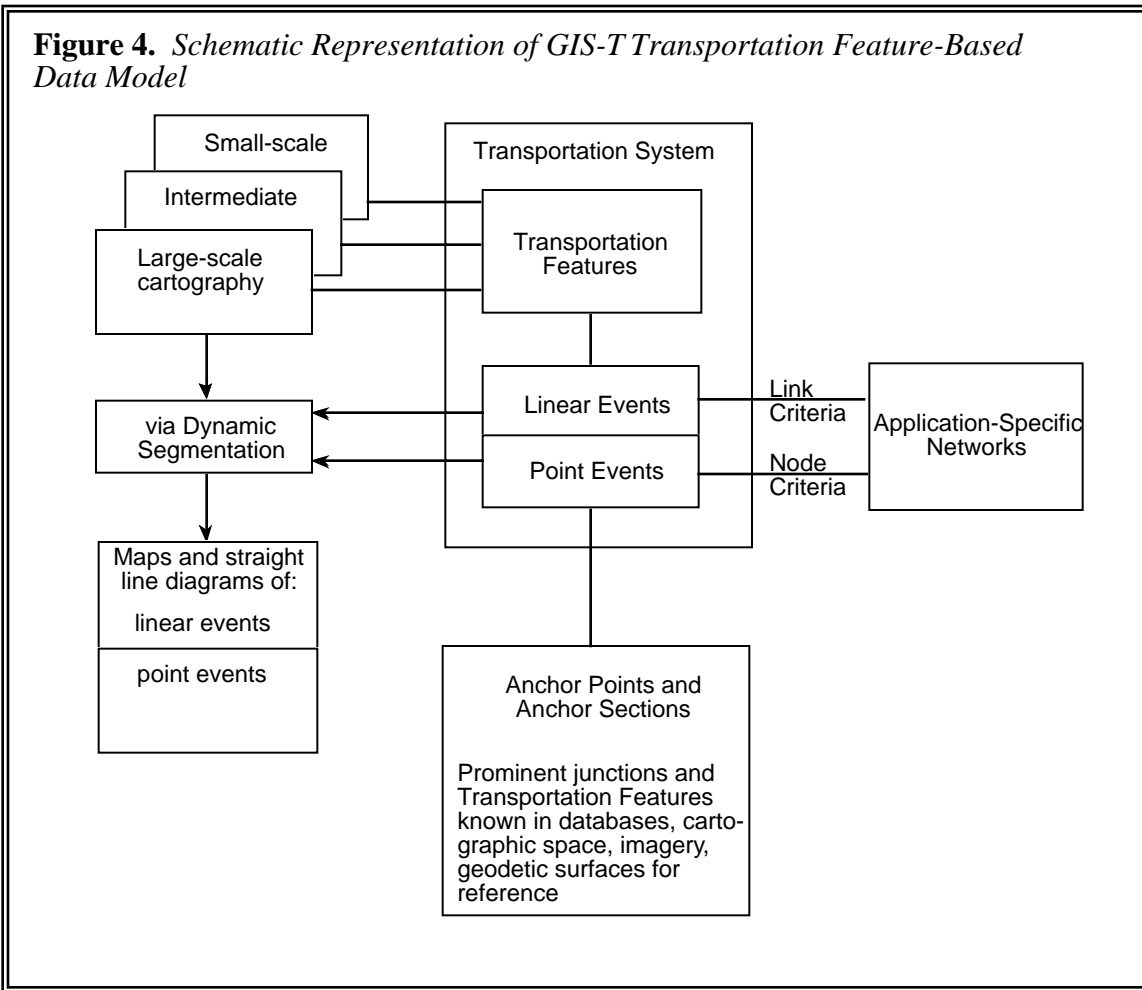 Figure 4. Schematic Representation of GIS-T Transportation Feature-Based
Data Model
Small-scale
Intermediate
Large-scale
cartography
Transportation System
Transportation
Features
Linear Events
Point Events
Link
Criteria
Node
Criteria
Application-Specific
Networks
via Dynamic
Segmentation
Maps and straight
line diagrams of:
linear events
point events
Anchor Points and
Anchor Sections
Prominent junctions and
Transportation Features
known in databases, carto-
graphic space, imagery,
geodetic surfaces for
reference